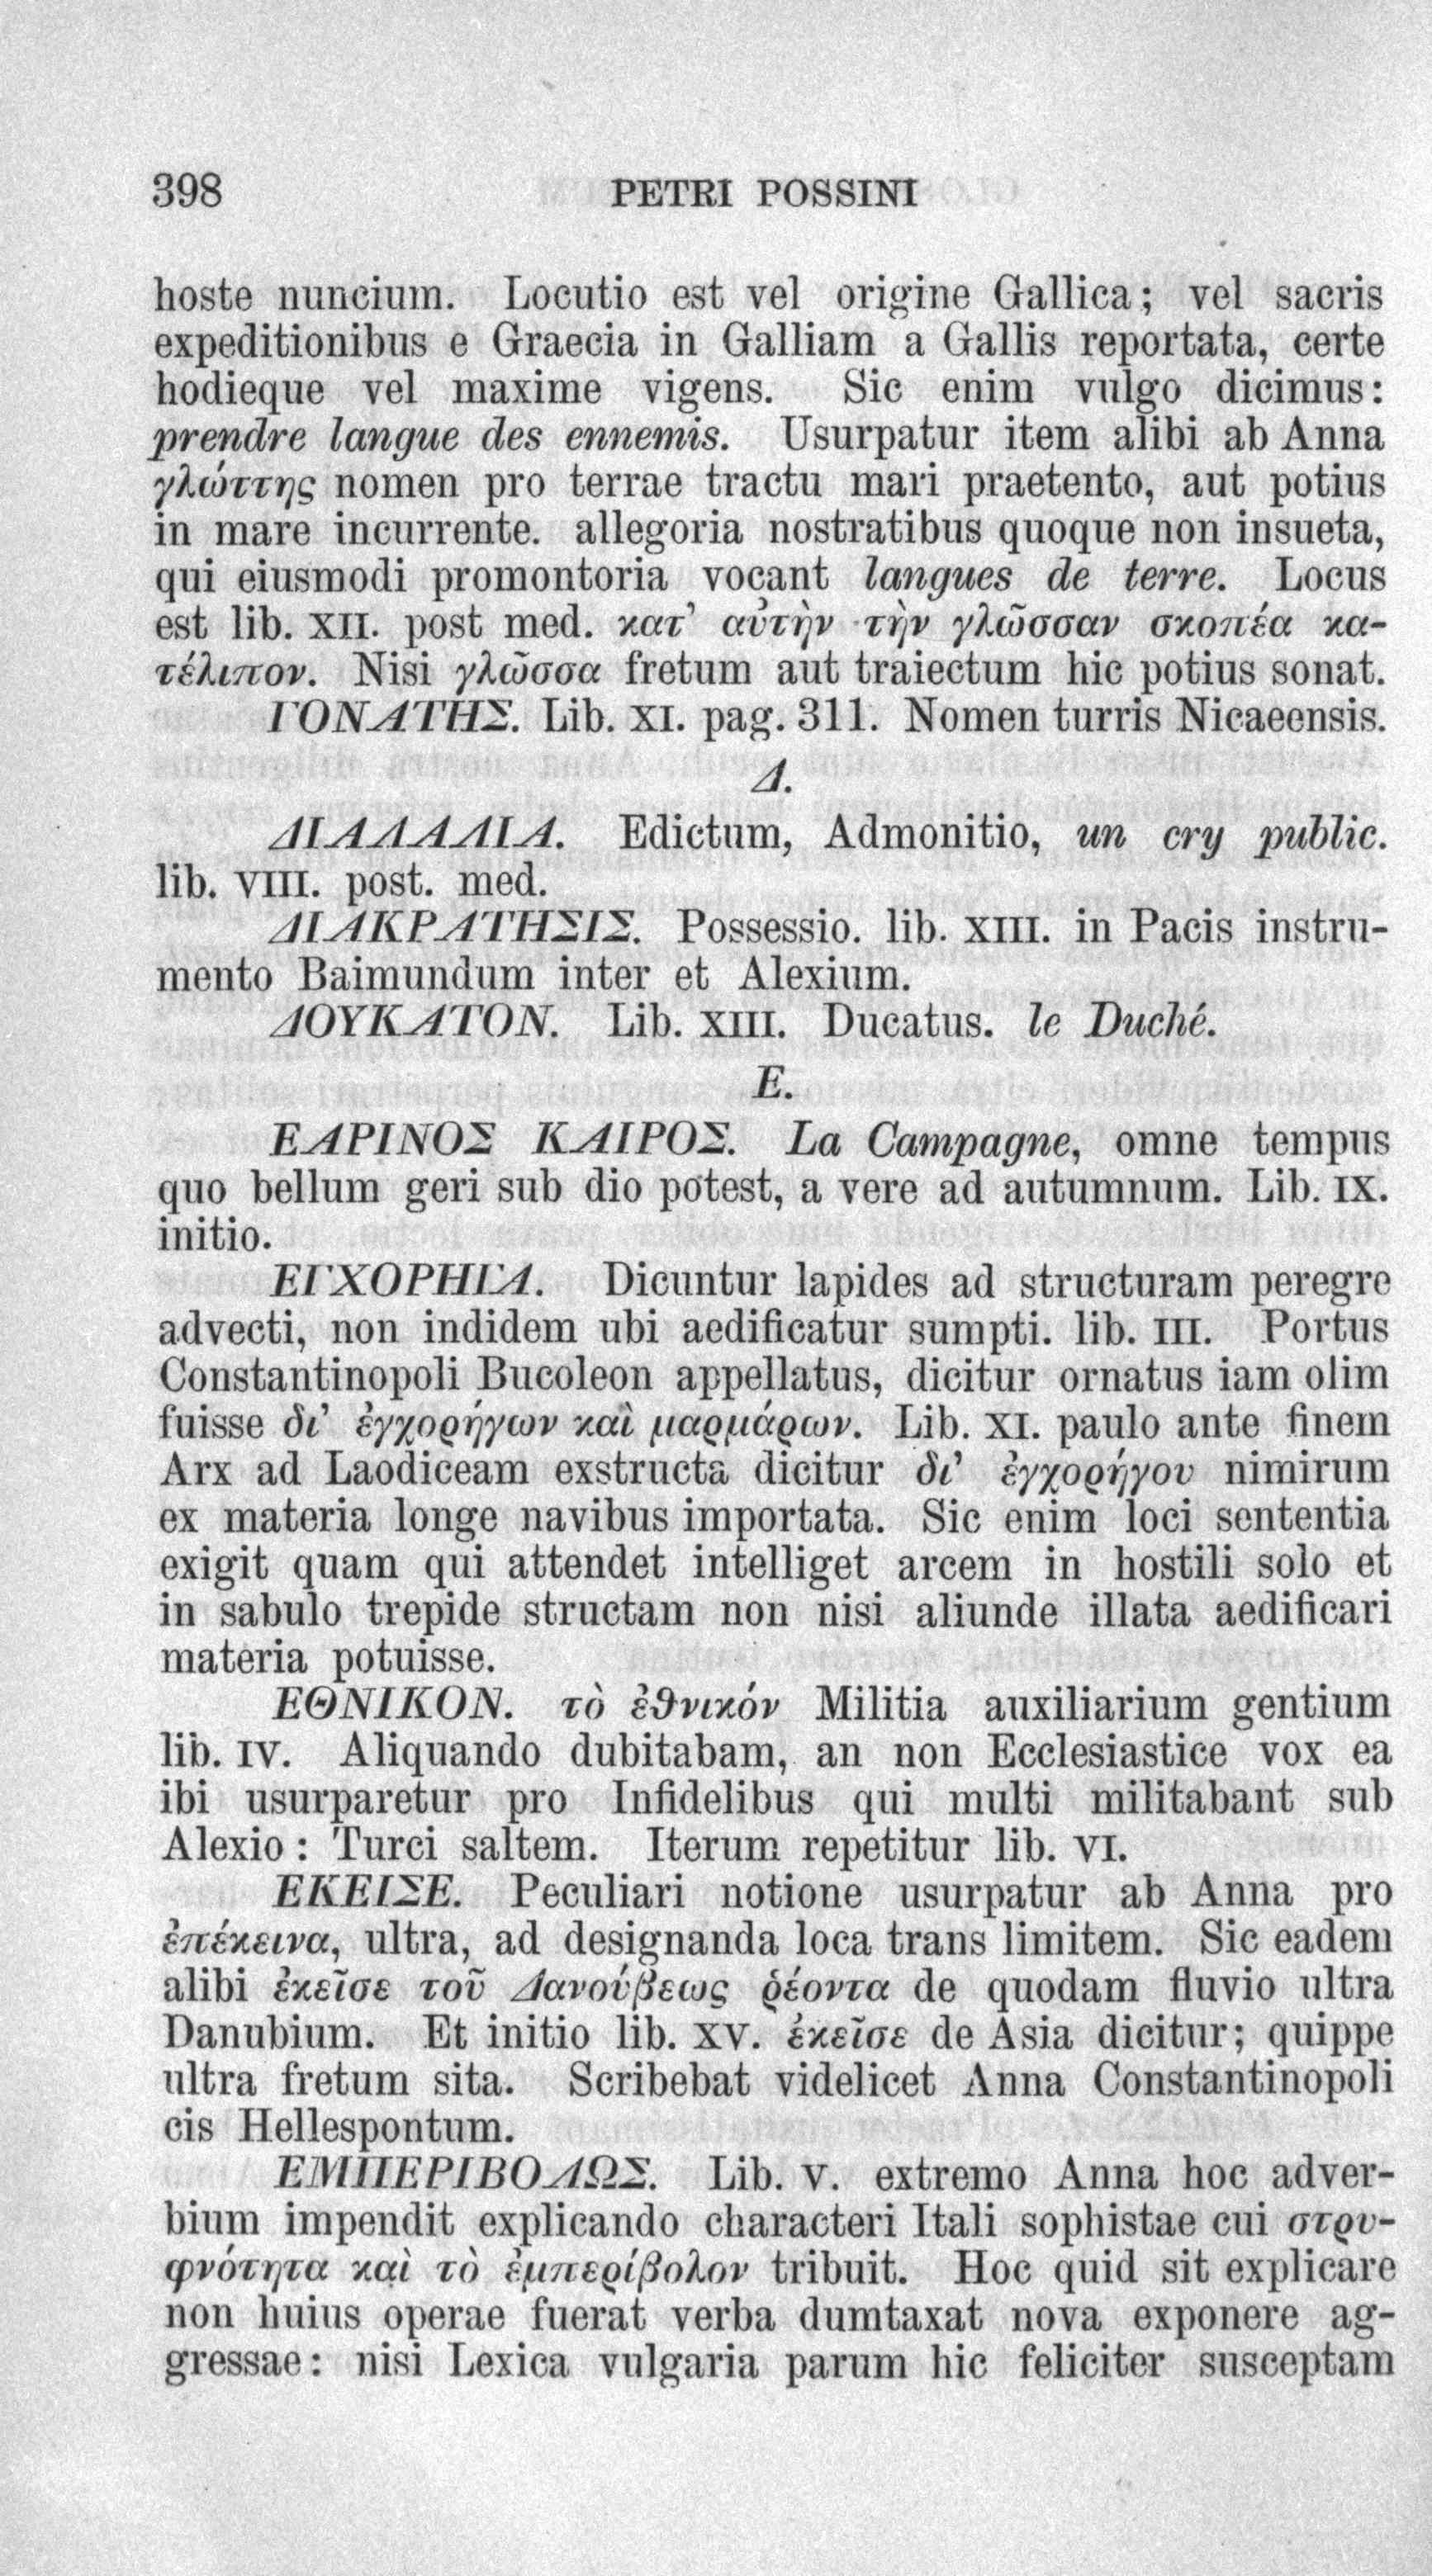 398 PETRI POSSINI
hoste nuncium. Locutio est vel origine Gallica; vel sacris
expeditionibus e Graecia in Galliam a Gallis reportata, certe
hodieque vel maxime vigens. Sic enim vulgo dicimus:
prendre langue des ennemis. Usurpatur item alibi ab Anna
γλώττης nomen pro terrae tractu mari praetento, aut potius
in mare incurrente. allegoria nostratibus quoque non insueta,
qui eiusmodi promontoria vocant langues de terre. Locus
est lib. XII. post med. κατ' αὐτὴν τὴν γλῶσσαν σκοπέα κα-
τέλιπον. Nisi γλῶσσα fretum aut traiectum hic potius sonat.
ΓΟΝΑΤΗΣ. Lib. XI. pag. 311. Nomen turris Nicaeensis.
Δ.
ΔΙΑΛΑΛΙΑ. Edictum, Admonitio, un cry public.
lib. VIII. post. med.
ΔΙΑΚΡΑΤΗΣΙΣ. Possessio. lib. XIII. in Pacis instru-
mento Baimundum inter et Alexium.
ΔΟΥΚΑΤΟΝ. Lib. XIII. Ducatus. le Duché.
Ε.
ΕΑΡΙΝΟΣ ΚΑΙΡΟΣ. La Campagne, omne tempus
quo bellum geri sub dio potest, a vere ad autumnum. Lib. IX.
initio.
ΕΓΧΟΡΗΓΑ. Dicuntur lapides ad structuram peregre
advecti, non indidem ubi aedificatur sumpti. lib. III. Portus
Constantinopoli Bucoleon appellatus, dicitur ornatus iam olim
fuisse δι' ἐγχορήγων καὶ μαρμάρων. Lib. XI. paulo ante finem
Arx ad Laodiceam exstructa dicitur δι' ἐγχορήγου nimirum
ex materia longe navibus importata. Sic enim loci sententia
exigit quam qui attendet intelliget arcem in hostili solo et
in sabulo trepide structam non nisi aliunde illata aedificari
materia potuisse.
ΕΘΝΙΚΟΝ. τὸ ἐθνικόν Militia auxiliarium gentium
lib. IV. Aliquando dubitabam, an non Ecclesiastice vox ea
ibi usurparetur pro Infidelibus qui multi militabant sub
Alexio: Turci saltem. Iterum repetitur lib. VI.
ΕΚΕΙΣΕ. Peculiari notione usurpatur ab Anna pro
ἐπέκεινα, ultra, ad designanda loca trans limitem. Sic eadem
alibi ἐκεῖσε τοῦ Δανούβεως ῥέοντα de quodam fluvio ultra
Danubium. Et initio lib. XV. ἐκεῖσε de Asia dicitur; quippe
ultra fretum sita. Scribebat videlicet Anna Constantinopoli
cis Hellespontum.
ΕΜΠΕΡΙΒΟΛΩΣ. Lib. V. extremo Anna hoc adver-
bium impendit explicando characteri Itali sophistae cui στρυ-
φνότητα καὶ τὸ ἐμπερίβολον tribuit. Hoc quid sit explicare
non huius operae fuerat verba dumtaxat nova exponere ag-
gressae: nisi Lexica vulgaria parum hic feliciter susceptam